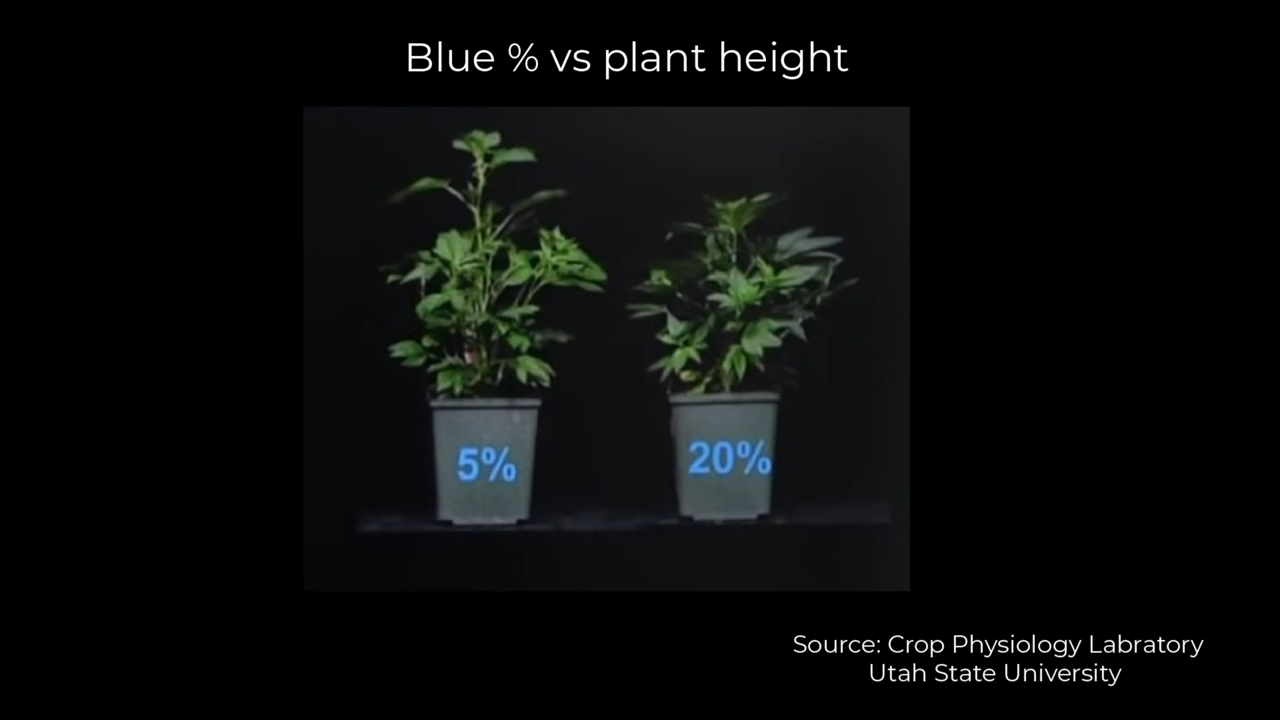 Blue % vs plant height
5%
20%
Source: Crop Physiology Labratory
Utah State University